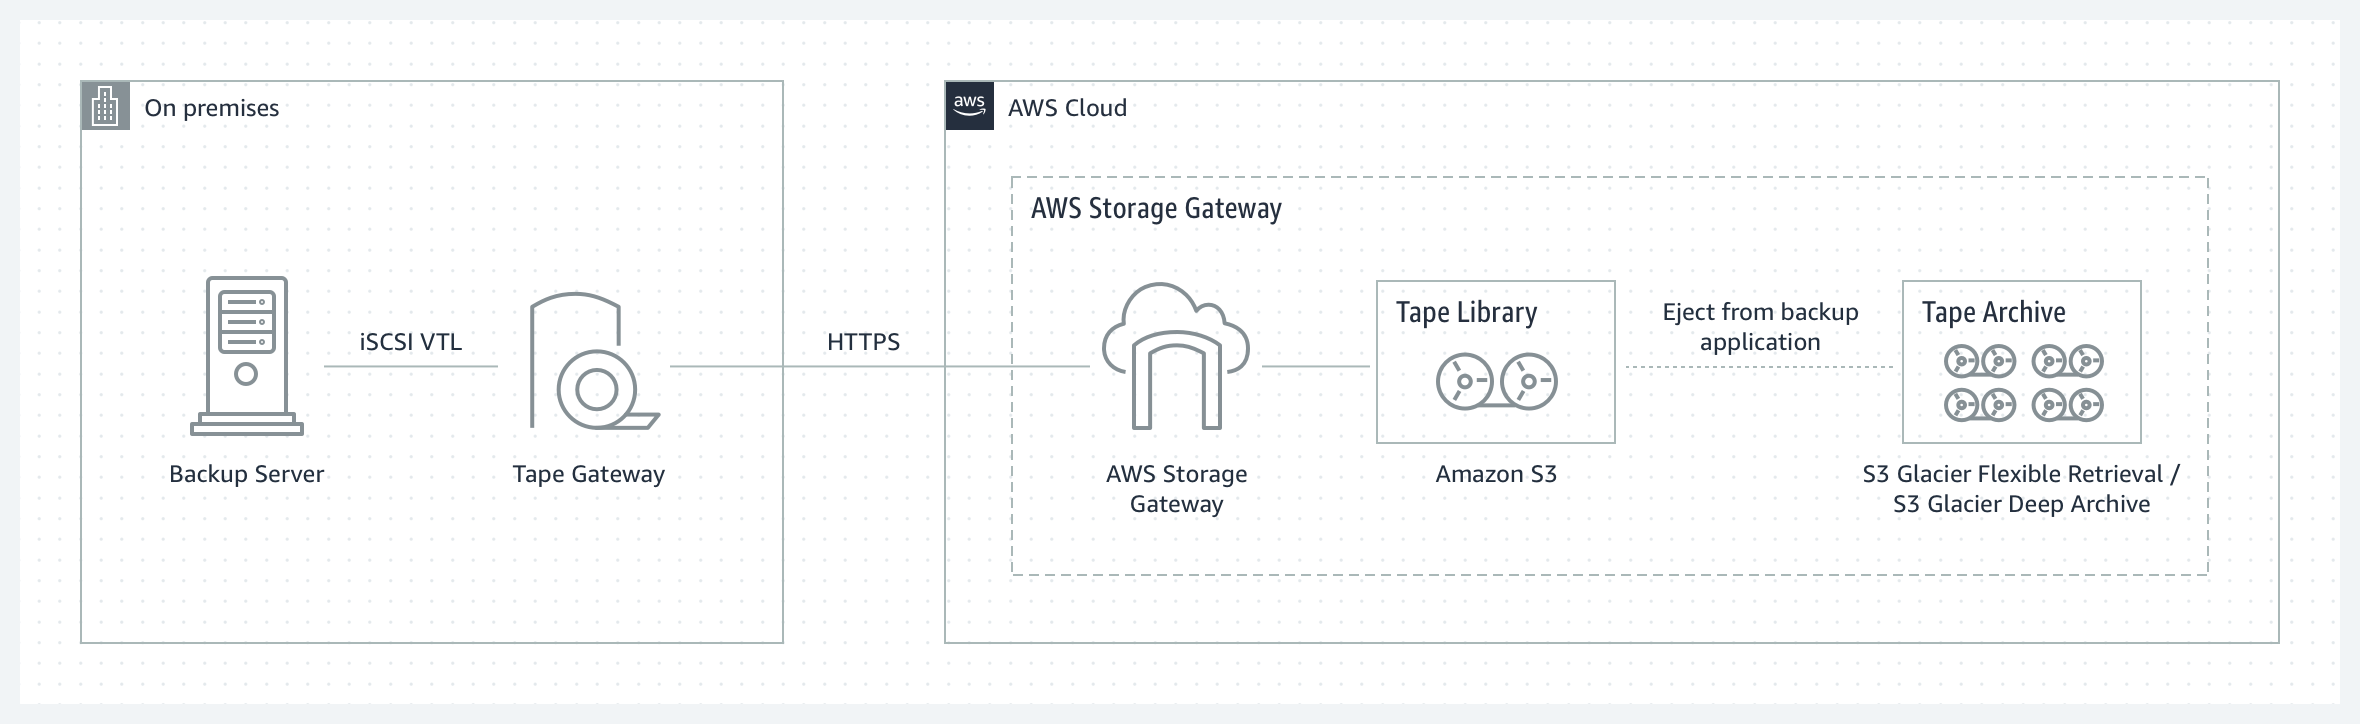 On premises
aws
AWS Cloud
AWS Storage Gateway
iSCSI VTL
HTTPS
Tape Library
Eject from backup
application
Tape Archive
Backup Server
Tape Gateway
AWS Storage
Gateway
Amazon S3
S3 Glacier Flexible Retrieval /
S3 Glacier Deep Archive